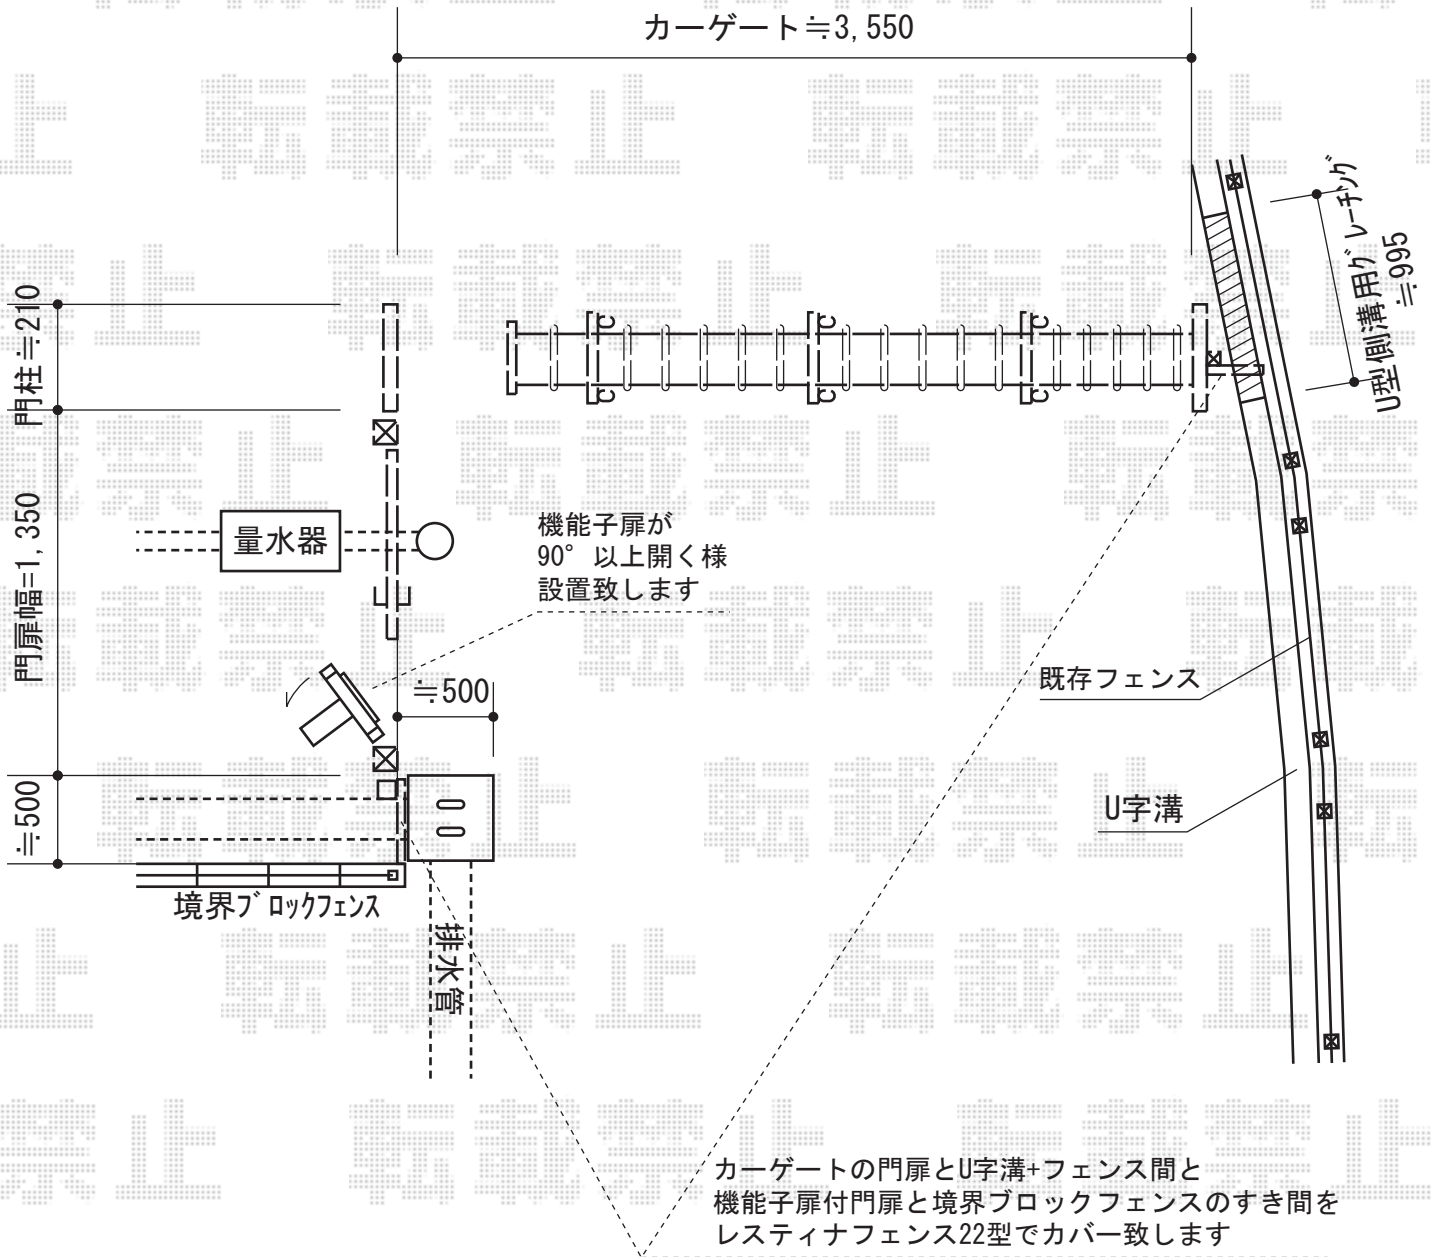 カーゲート≒3,550
U型側溝用グレーチング
≒995
門柱≒210
門扉幅=1,350
≒500
量水器
機能子扉が
90° 以上開く様
設置致します
≒500
既存フェンス
U字溝
境界ブロックフェンス
排水管
カーゲートの門扉とU字溝+フェンス間と
機能子扉付門扉と境界ブロックフェンスのすき間を
レスティナフェンス22型でカバー致します
転載禁止